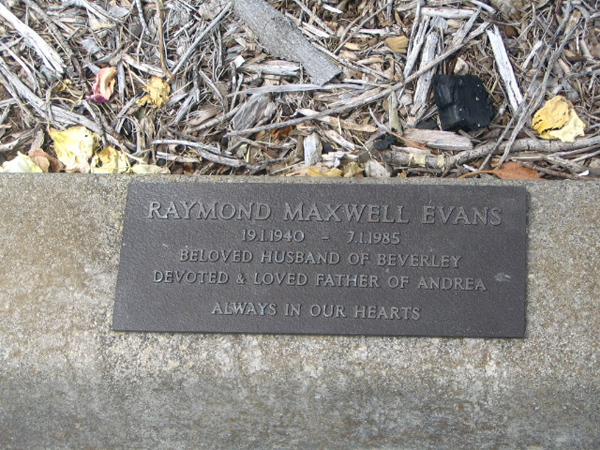 RAYMOND MAXWELL EVANS
19.1.1940 - 7.1.1985
BELOVED HUSBAND OF BEVERLEY
DEVOTED & LOVED FATHER OF ANDREA
ALWAYS IN OUR HEARTS